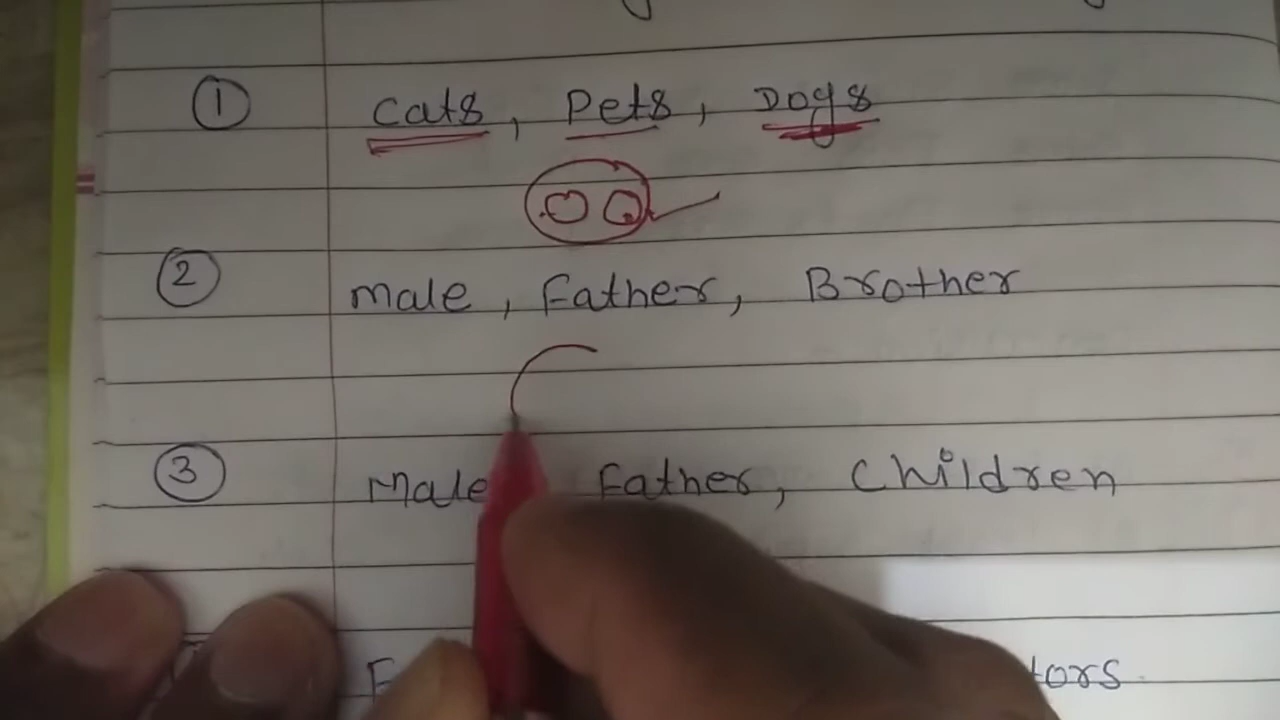 ① Cats, Pets, Dogs
② Male, Father, Brother
③ Male Father, Children